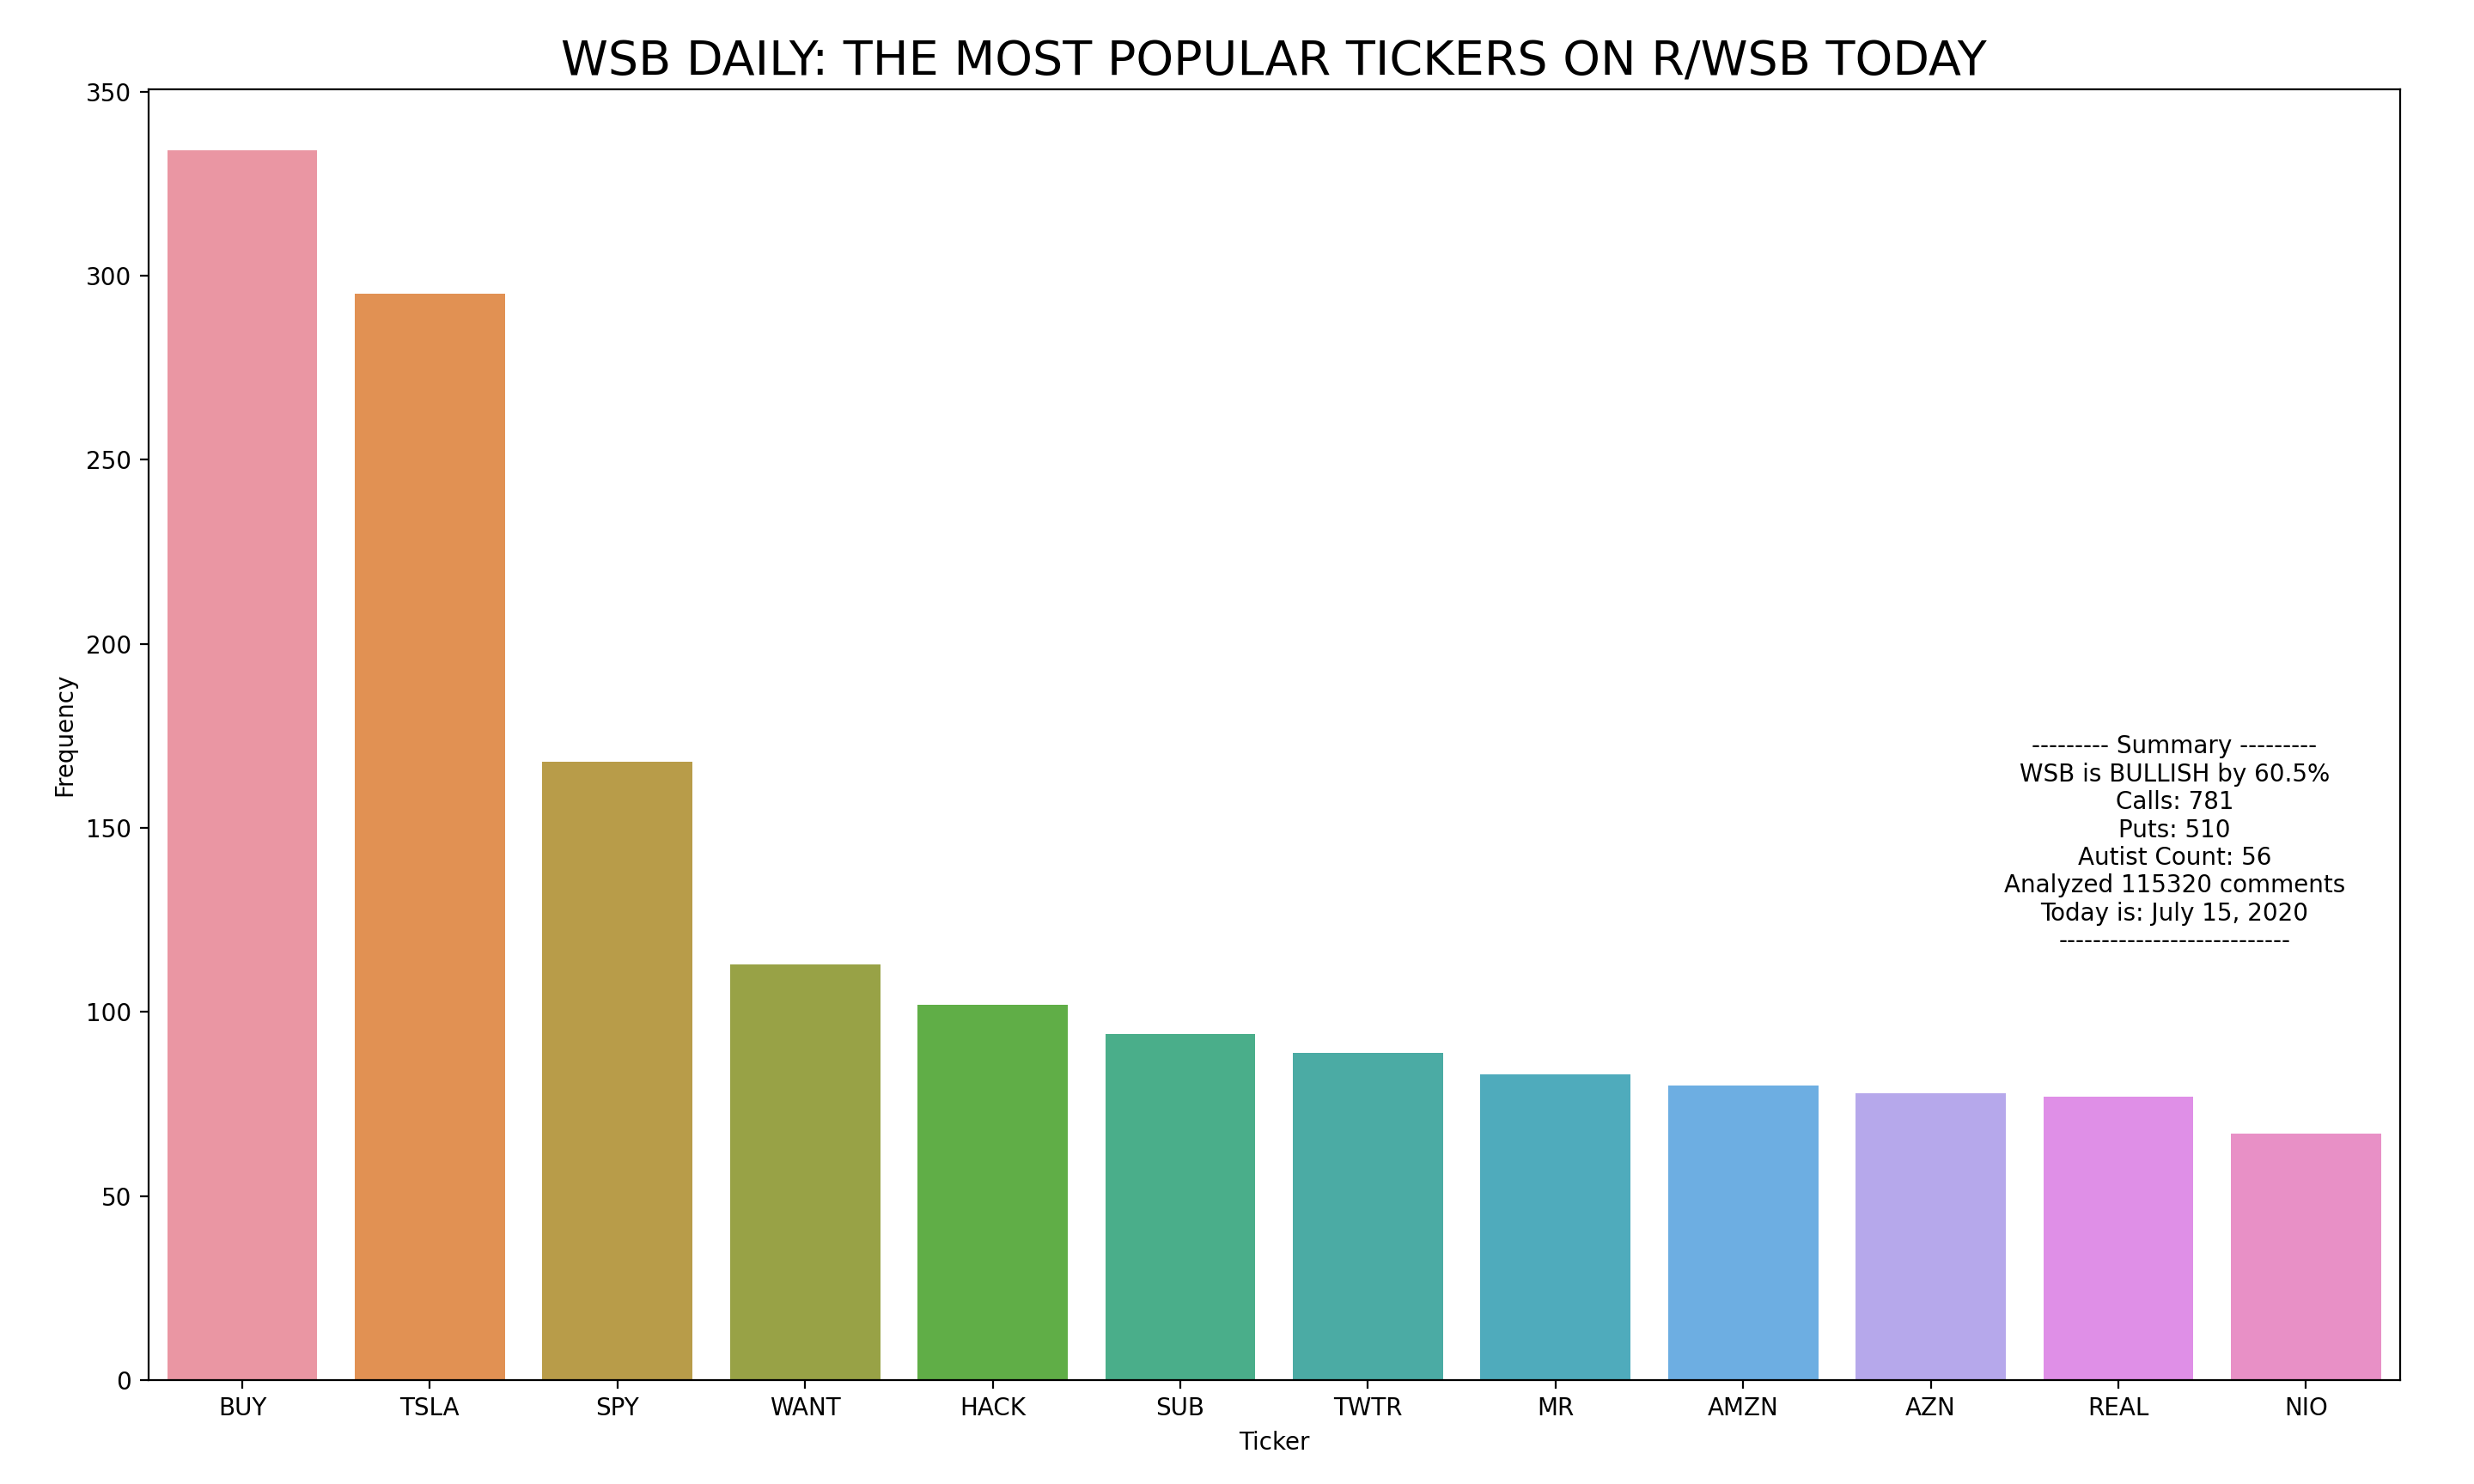 WSB DAILY: THE MOST POPULAR TICKERS ON R/WSB TODAY
350
300
250
200
150
100
50
0
Frequency
--------- Summary ---------
WSB is BULLISH by 60.5%
Calls: 781
Puts: 510
Autist Count: 56
Analyzed 115320 comments
Today is: July 15, 2020
---------------------------
BUY TSLA SPY WANT HACK SUB TWTR MR AMZN AZN REAL NIO
Ticker